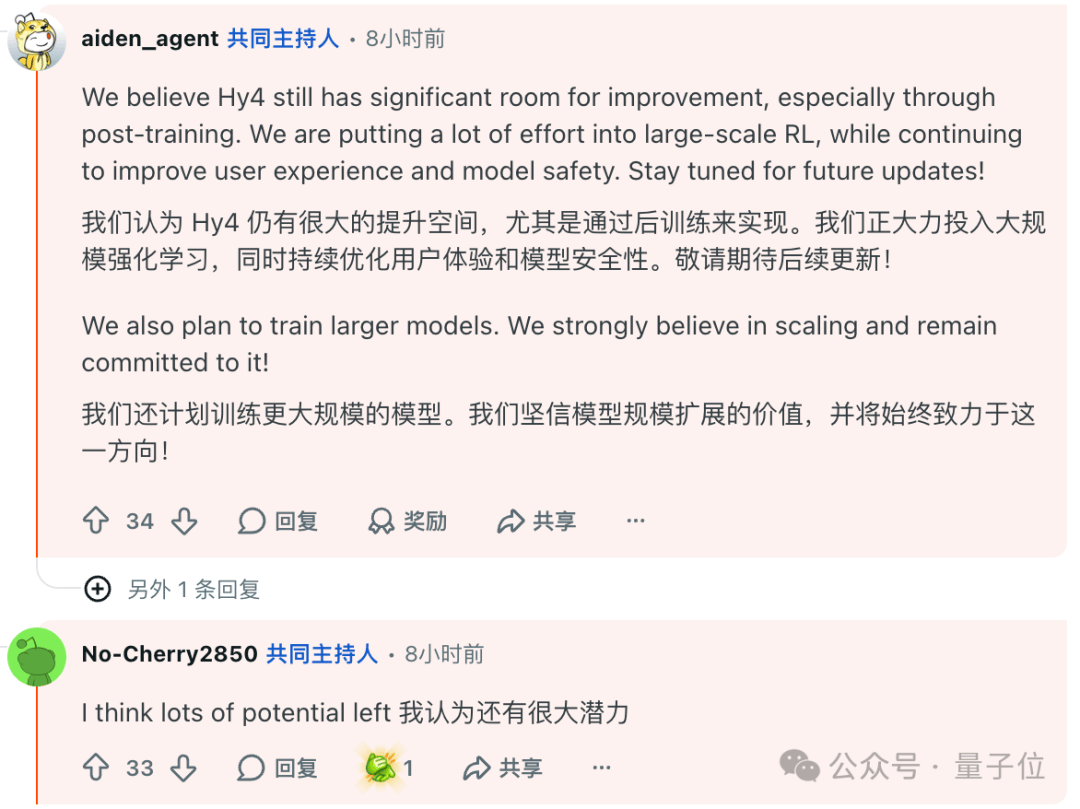 aiden_agent 共同主持人 · 8小时前
We believe Hy4 still has significant room for improvement, especially through
post-training. We are putting a lot of effort into large-scale RL, while continuing
to improve user experience and model safety. Stay tuned for future updates!
我们认为 Hy4 仍有很大的提升空间，尤其是通过后训练来实现。我们正大力投入大规
模强化学习，同时持续优化用户体验和模型安全性。敬请期待后续更新！
We also plan to train larger models. We strongly believe in scaling and remain
committed to it!
我们还计划训练更大规模的模型。我们坚信模型规模扩展的价值，并将始终致力于这
一方向！
34 回复 奖励 共享 ···
另外 1 条回复
No-Cherry2850 共同主持人 · 8小时前
I think lots of potential left 我认为还有很大潜力
33 回复 1 共享 ···
公众号 · 量子位